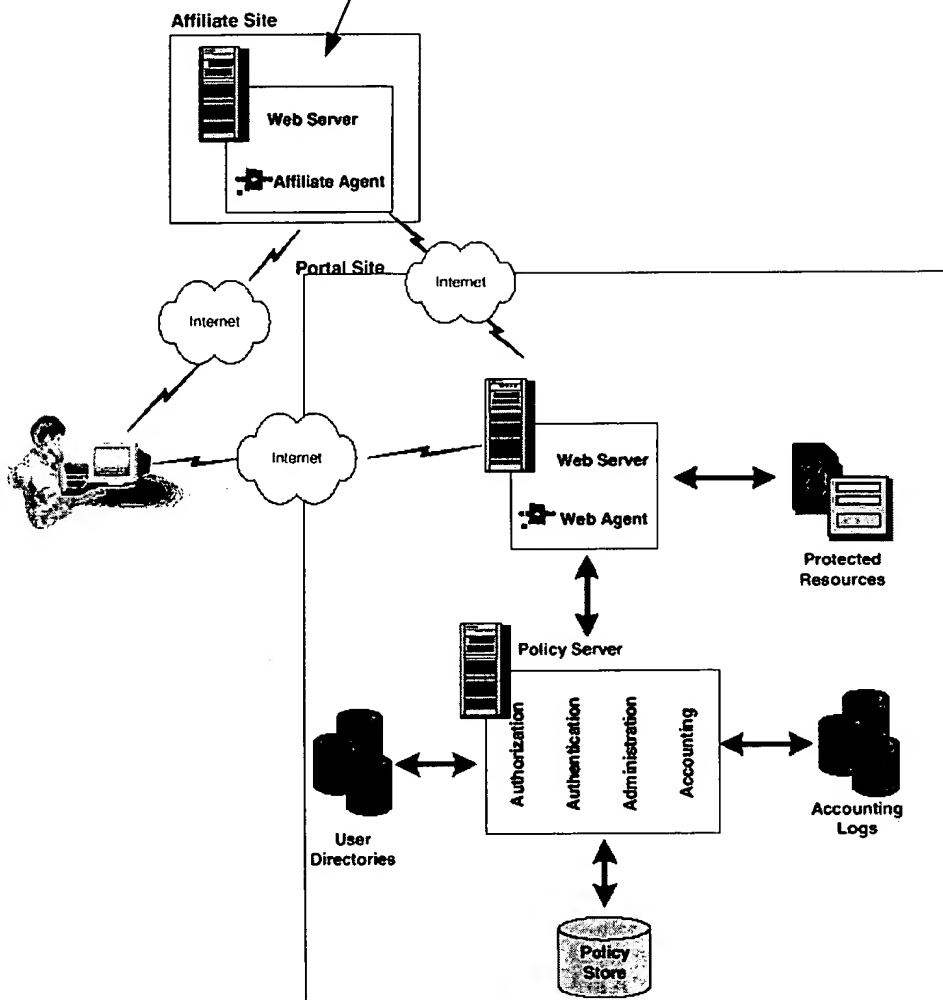 Affiliate Site
Web Server
Affiliate Agent
Portal Site
Internet
Internet
Internet
Web Server
Web Agent
Protected
Resources
Policy Server
Authorization
Authentication
Administration
Accounting
User
Directories
Accounting
Logs
Policy
Store